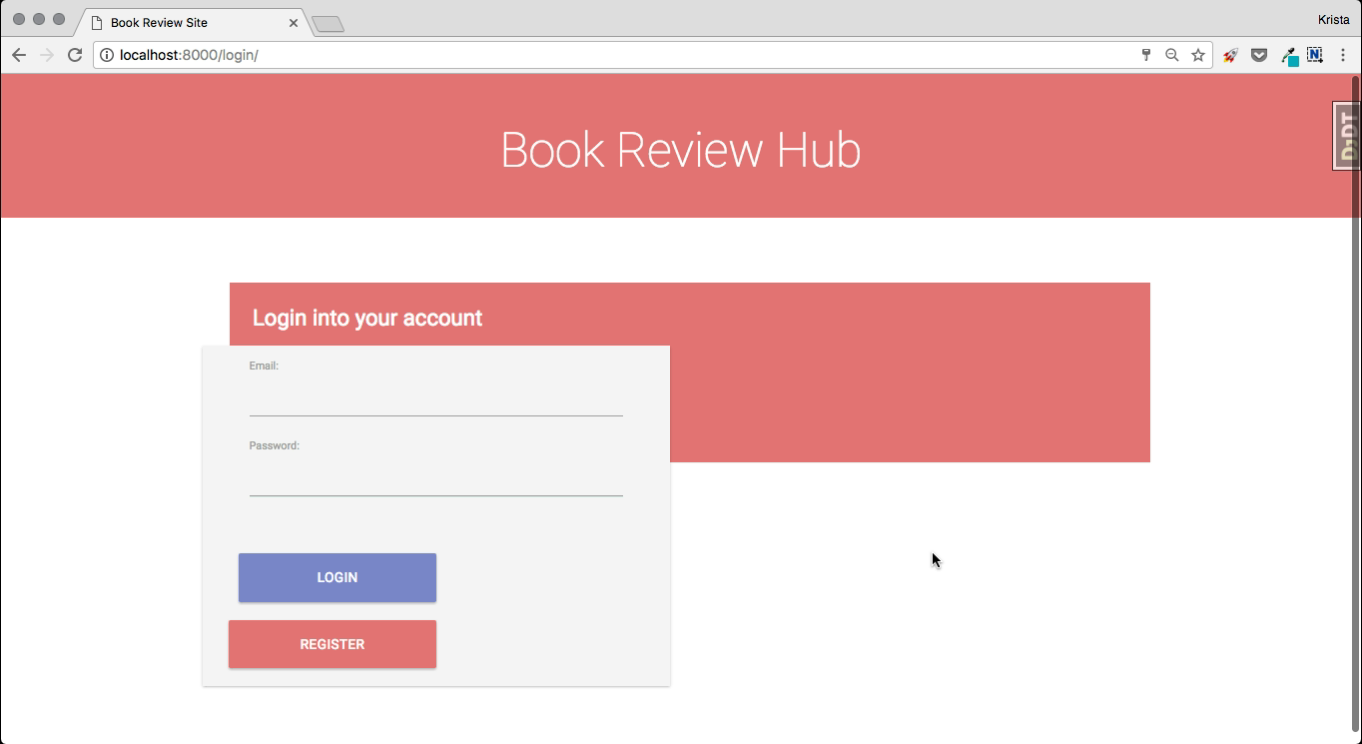 Book Review Site
Krista
localhost:8000/login/
Book Review Hub
DJDT
Login into your account
Email:
Password:
LOGIN
REGISTER